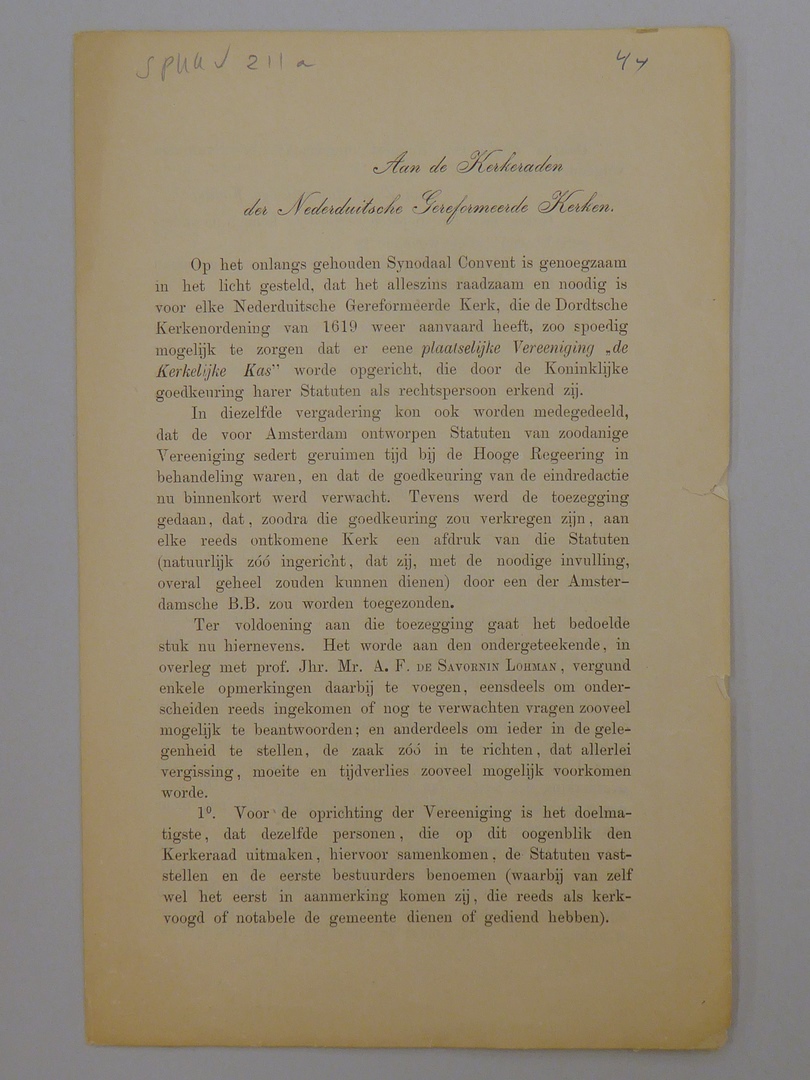 SPKKJ 211a
44
Aan de Kerkeraden
der Nederduitsche Gereformeerde Kerken.
Op het onlangs gehouden Synodaal Convent is genoegzaam
in het licht gesteld, dat het alleszins raadzaam en noodig is
voor elke Nederduitsche Gereformeerde Kerk, die de Dordtsche
Kerkenordening van 1619 weer aanvaard heeft, zoo spoedig
mogelijk te zorgen dat er eene plaatselijke Vereeniging „de
Kerkelijke Kas” worde opgericht, die door de Koninklijke
goedkeuring harer Statuten als rechtspersoon erkend zij.
In diezelfde vergadering kon ook worden medegedeeld,
dat de voor Amsterdam ontworpen Statuten van zoodanige
Vereeniging sedert geruimen tijd bij de Hooge Regeering in
behandeling waren, en dat de goedkeuring van de eindredactie
nu binnenkort werd verwacht. Tevens werd de toezegging
gedaan, dat, zoodra die goedkeuring zou verkregen zijn, aan
elke reeds ontkomene Kerk een afdruk van die Statuten
(natuurlijk zóó ingericht, dat zij, met de noodige invulling,
overal geheel zouden kunnen dienen) door een der Amster-
damsche B.B. zou worden toegezonden.
Ter voldoening aan die toezegging gaat het bedoelde
stuk nu hiernevens. Het worde aan den ondergeteekende, in
overleg met prof. Jhr. Mr. A. F. de Savornin Lohman, vergund
enkele opmerkingen daarbij te voegen, eensdeels om onder-
scheiden reeds ingekomen of nog te verwachten vragen zooveel
mogelijk te beantwoorden; en anderdeels om ieder in de gele-
genheid te stellen, de zaak zóó in te richten, dat allerlei
vergissing, moeite en tijdverlies zooveel mogelijk voorkomen
worde.
1º. Voor de oprichting der Vereeniging is het doelma-
tigste, dat dezelfde personen, die op dit oogenblik den
Kerkeraad uitmaken, hiervoor samenkomen, de Statuten vast-
stellen en de eerste bestuurders benoemen (waarbij van zelf
wel het eerst in aanmerking komen zij, die reeds als kerk-
voogd of notabele de gemeente dienen of gediend hebben).